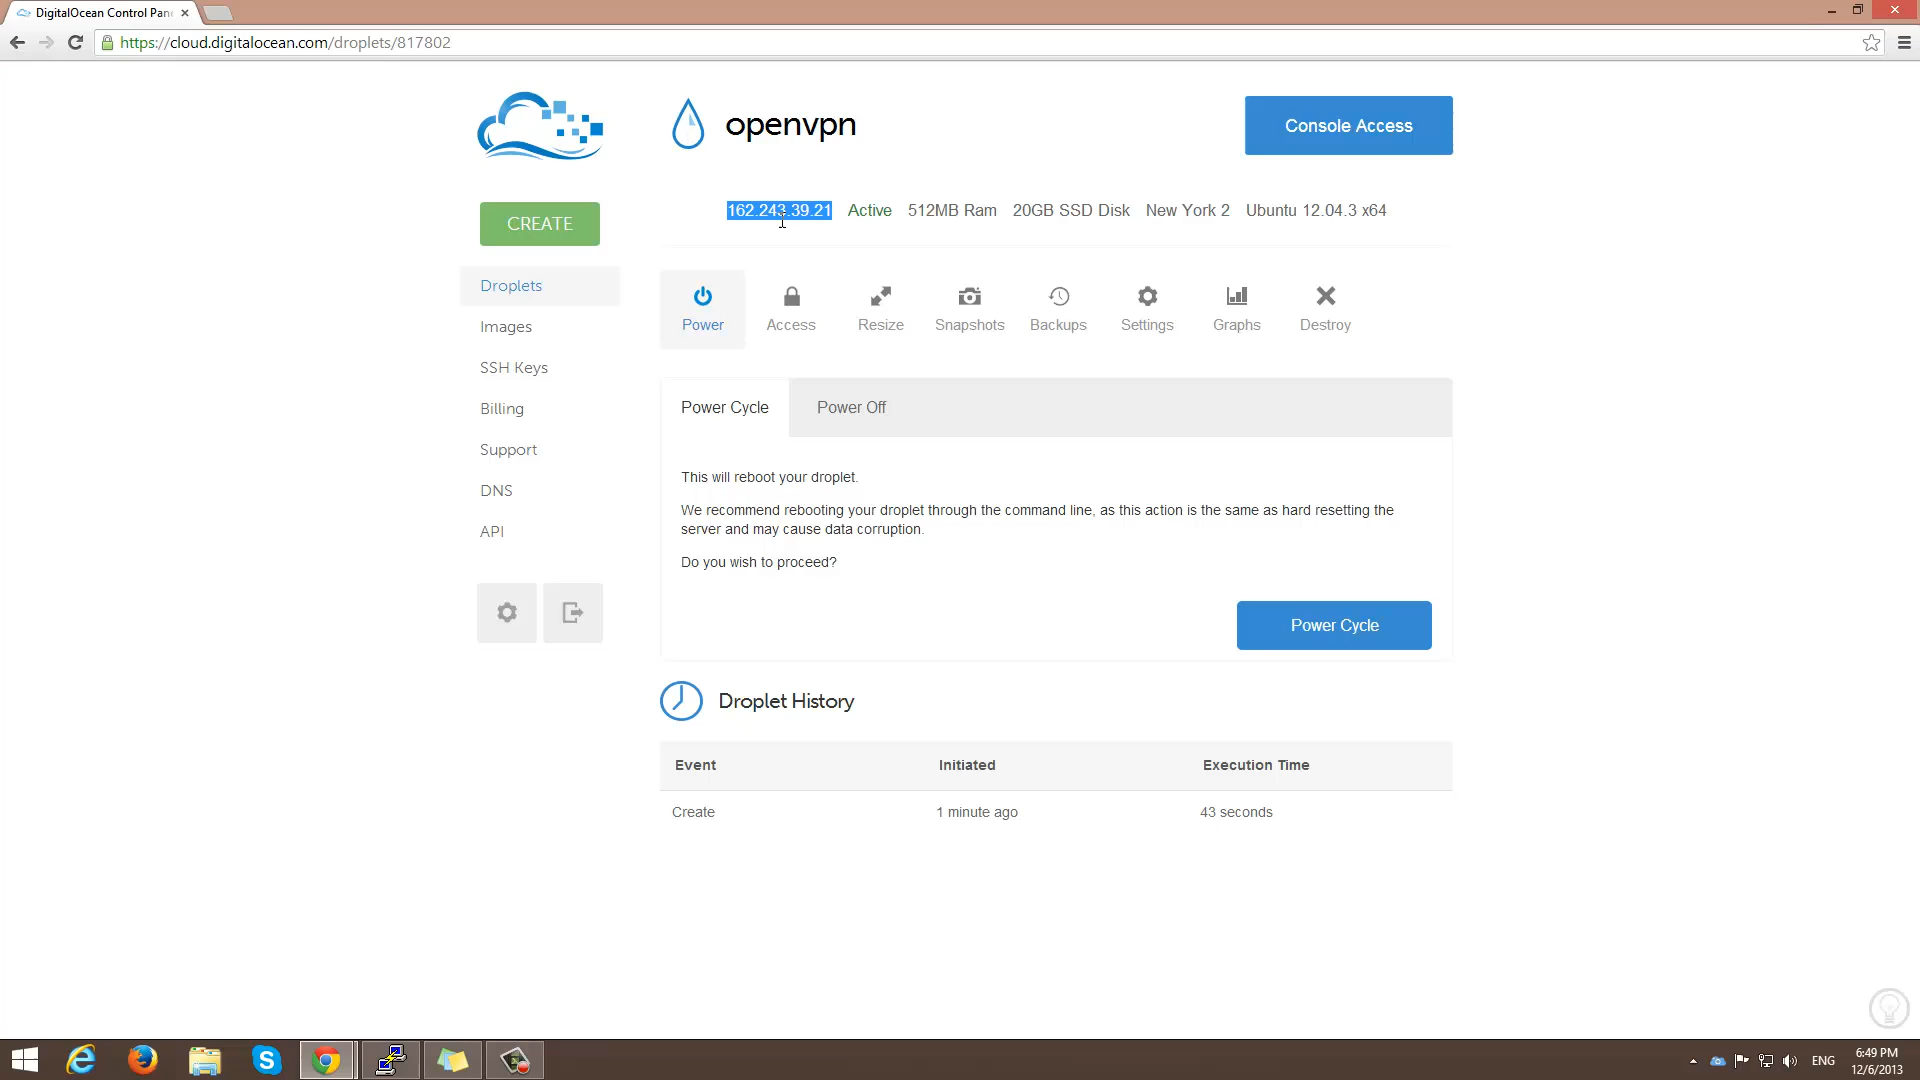 DigitalOcean Control Pan
https://cloud.digitalocean.com/droplets/817802
openvpn
Console Access
162.243.39.21 Active 512MB Ram 20GB SSD Disk New York 2 Ubuntu 12.04.3 x64
CREATE
Droplets
Images
SSH Keys
Billing
Support
DNS
API
Power Access Resize Snapshots Backups Settings Graphs Destroy
Power Cycle Power Off
This will reboot your droplet.
We recommend rebooting your droplet through the command line, as this action is the same as hard resetting the
server and may cause data corruption.
Do you wish to proceed?
Power Cycle
Droplet History
Event Initiated Execution Time
Create 1 minute ago 43 seconds
ENG
6:49 PM
12/6/2013